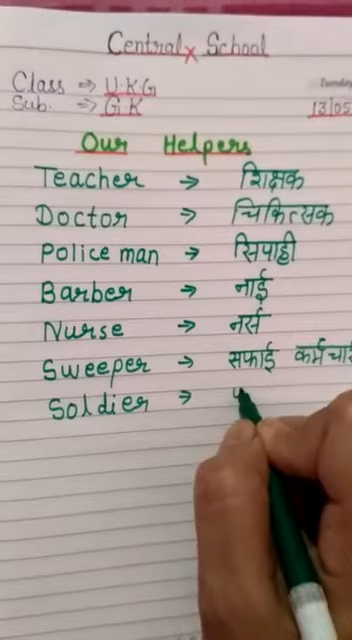 Central x School
Class → U.K.G
Sub. → G.K
13/05
Our Helpers
Teacher → शिक्षक
Doctor → चिकित्सक
Police man → सिपाही
Barber → नाई
Nurse → नर्स
Sweeper → सफाई
Soldier →